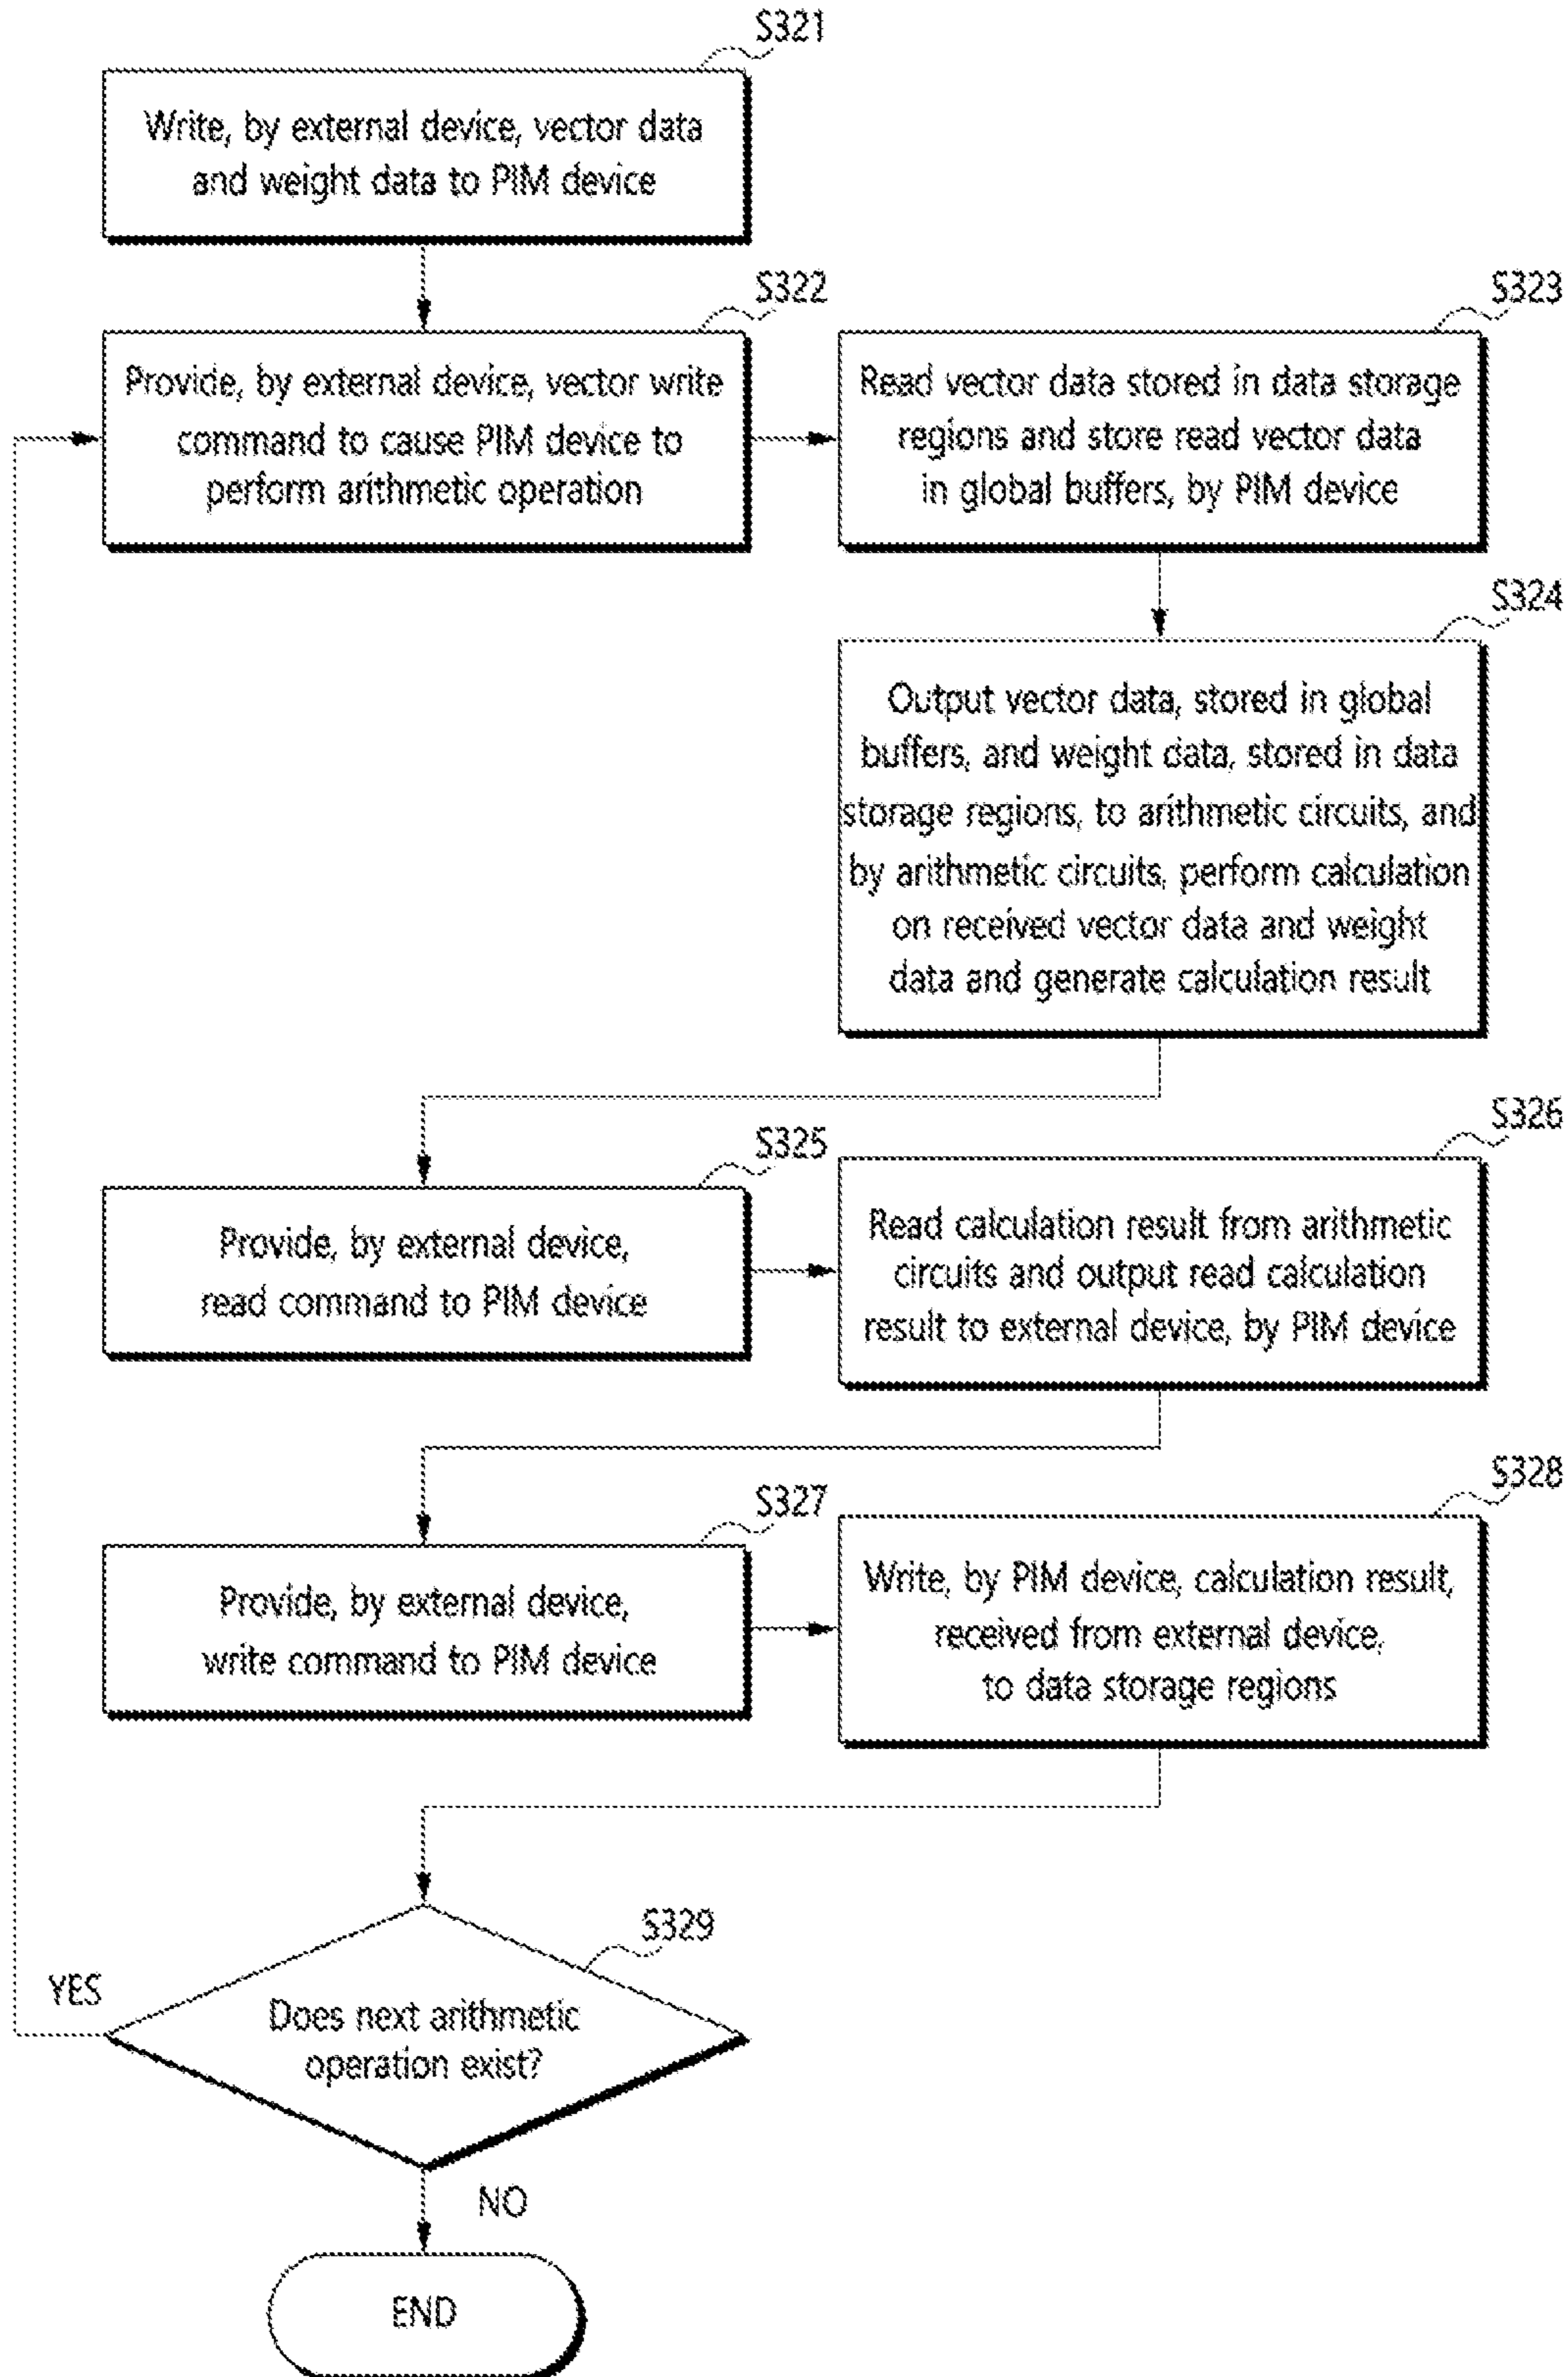 S321
Write, by external device, vector data
and weight data to PIM device
S322
Provide, by external device, vector write
command to cause PIM device to
perform arithmetic operation
S323
Read vector data stored in data storage
regions and store read vector data
in global buffers, by PIM device
S324
Output vector data, stored in global
buffers, and weight data, stored in data
storage regions, to arithmetic circuits, and
by arithmetic circuits, perform calculation
on received vector data and weight
data and generate calculation result
S325
Provide, by external device,
read command to PIM device
S326
Read calculation result from arithmetic
circuits and output read calculation
result to external device, by PIM device
S327
Provide, by external device,
write command to PIM device
S328
Write, by PIM device, calculation result,
received from external device,
to data storage regions
S329
YES
Does next arithmetic
operation exist?
NO
END